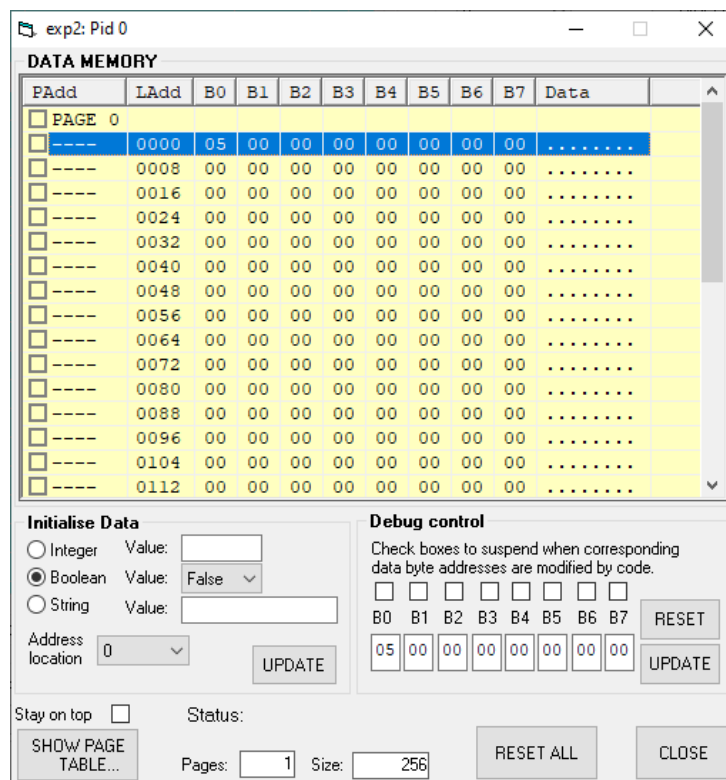 exp2: Pid 0
DATA MEMORY
PAdd LAdd B0 B1 B2 B3 B4 B5 B6 B7 Data
PAGE 0
---- 0000 05 00 00 00 00 00 00 00 ........
---- 0008 00 00 00 00 00 00 00 00 ........
---- 0016 00 00 00 00 00 00 00 00 ........
---- 0024 00 00 00 00 00 00 00 00 ........
---- 0032 00 00 00 00 00 00 00 00 ........
---- 0040 00 00 00 00 00 00 00 00 ........
---- 0048 00 00 00 00 00 00 00 00 ........
---- 0056 00 00 00 00 00 00 00 00 ........
---- 0064 00 00 00 00 00 00 00 00 ........
---- 0072 00 00 00 00 00 00 00 00 ........
---- 0080 00 00 00 00 00 00 00 00 ........
---- 0088 00 00 00 00 00 00 00 00 ........
---- 0096 00 00 00 00 00 00 00 00 ........
---- 0104 00 00 00 00 00 00 00 00 ........
---- 0112 00 00 00 00 00 00 00 00 ........
Initialise Data
Integer Value:
Boolean Value: False
String Value:
Address
location 0
UPDATE
Debug control
Check boxes to suspend when corresponding
data byte addresses are modified by code.
B0 B1 B2 B3 B4 B5 B6 B7
RESET
05 00 00 00 00 00 00 00
UPDATE
Stay on top
Status:
SHOW PAGE
TABLE...
Pages: 1 Size: 256
RESET ALL
CLOSE